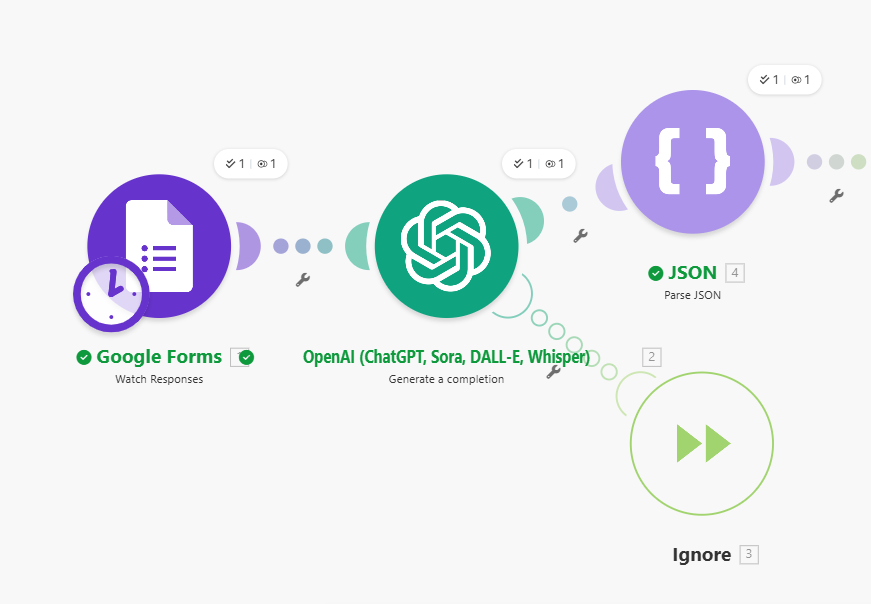 1 1
1 1
1 1
{ }
JSON 4
Parse JSON
Google Forms
Watch Responses
OpenAI (ChatGPT, Sora, DALL-E, Whisper) 2
Generate a completion
Ignore 3